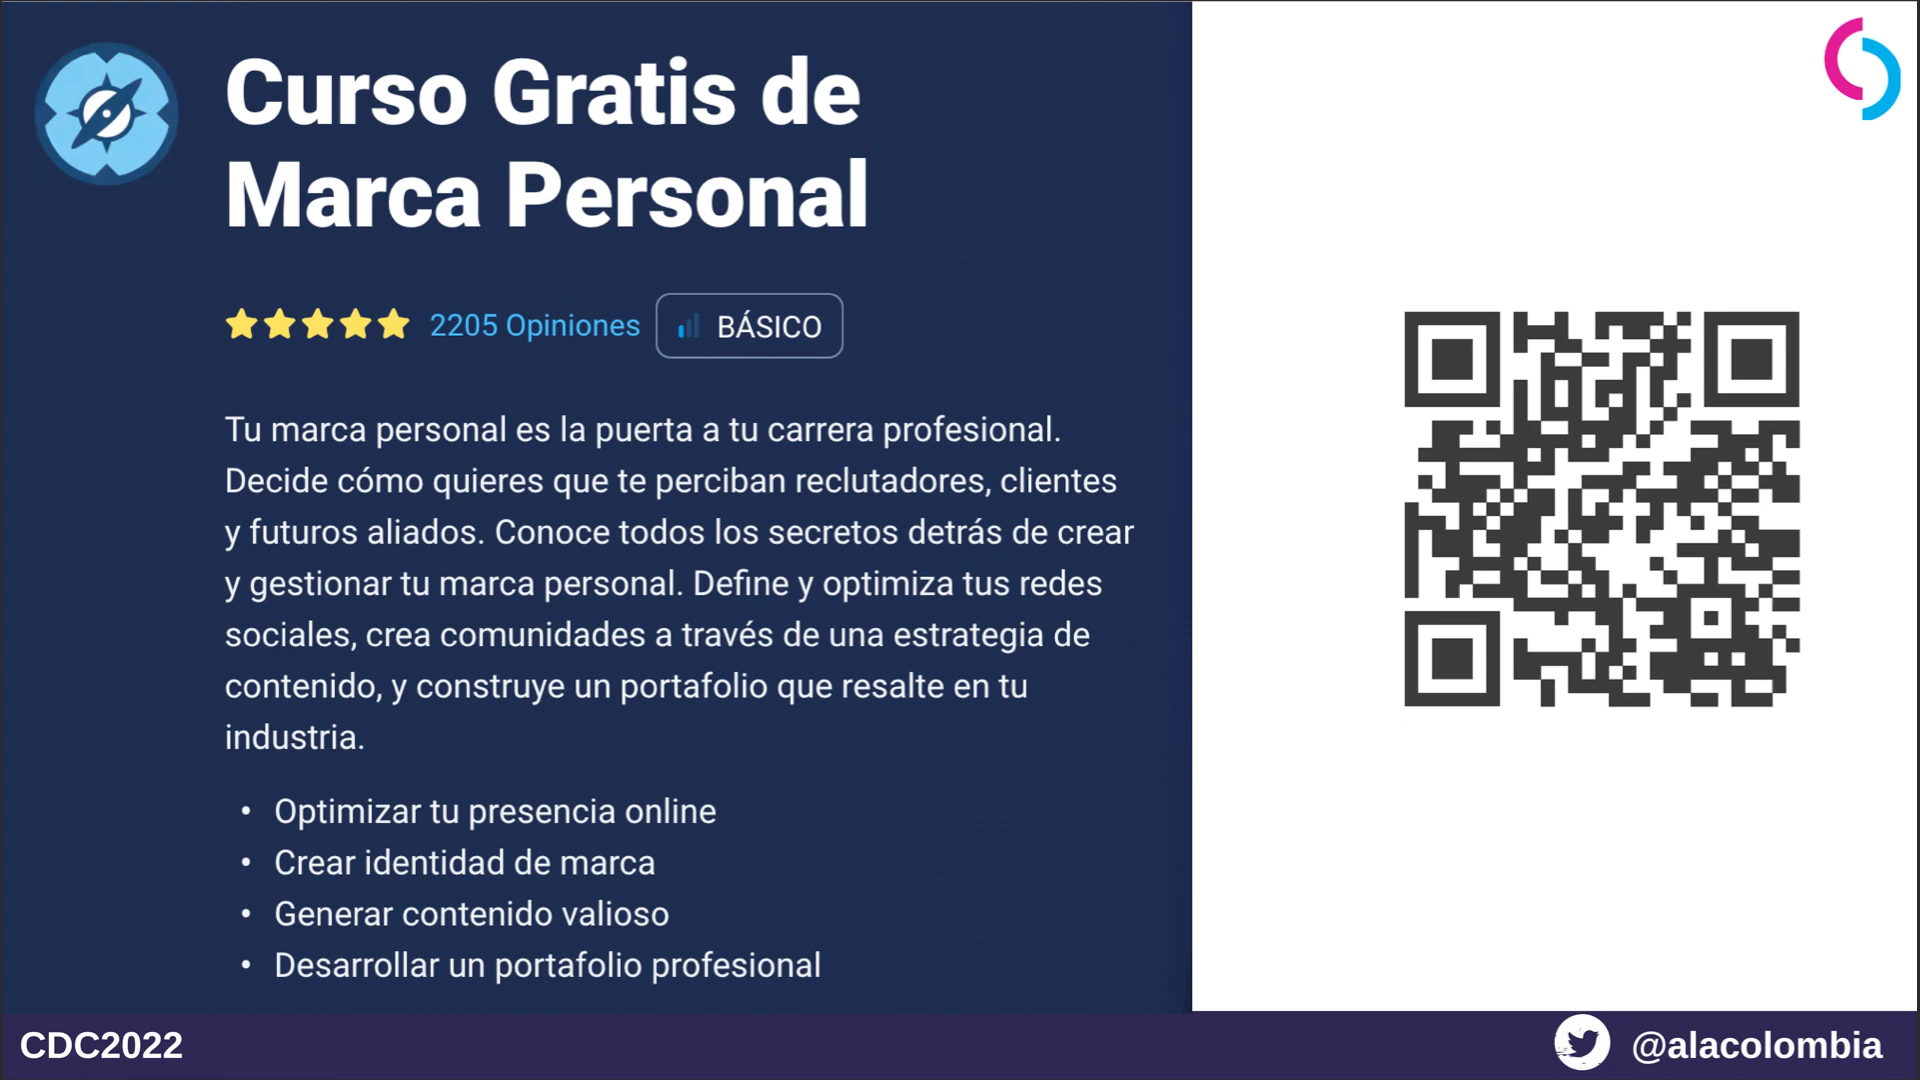 Curso Gratis de
Marca Personal
2205 Opiniones
BÁSICO
Tu marca personal es la puerta a tu carrera profesional.
Decide cómo quieres que te perciban reclutadores, clientes
y futuros aliados. Conoce todos los secretos detrás de crear
y gestionar tu marca personal. Define y optimiza tus redes
sociales, crea comunidades a través de una estrategia de
contenido, y construye un portafolio que resalte en tu
industria.
• Optimizar tu presencia online
• Crear identidad de marca
• Generar contenido valioso
• Desarrollar un portafolio profesional
CDC2022
@alacolombia